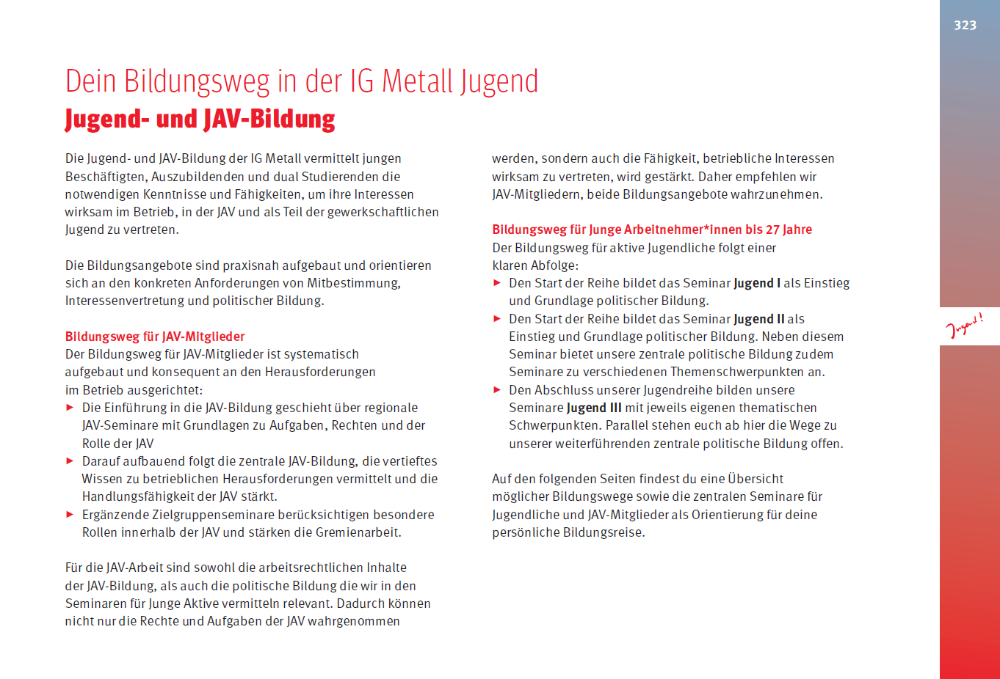 323
Dein Bildungsweg in der IG Metall Jugend
Jugend- und JAV-Bildung
Die Jugend- und JAV-Bildung der IG Metall vermittelt jungen
Beschäftigten, Auszubildenden und dual Studierenden die
notwendigen Kenntnisse und Fähigkeiten, um ihre Interessen
wirksam im Betrieb, in der JAV und als Teil der gewerkschaftlichen
Jugend zu vertreten.
Die Bildungsangebote sind praxisnah aufgebaut und orientieren
sich an den konkreten Anforderungen von Mitbestimmung,
Interessenvertretung und politischer Bildung.
Bildungsweg für JAV-Mitglieder
Der Bildungsweg für JAV-Mitglieder ist systematisch
aufgebaut und konsequent an den Herausforderungen
im Betrieb ausgerichtet:
► Die Einführung in die JAV-Bildung geschieht über regionale
JAV-Seminare mit Grundlagen zu Aufgaben, Rechten und der
Rolle der JAV
► Darauf aufbauend folgt die zentrale JAV-Bildung, die vertieftes
Wissen zu betrieblichen Herausforderungen vermittelt und die
Handlungsfähigkeit der JAV stärkt.
► Ergänzende Zielgruppenseminare berücksichtigen besondere
Rollen innerhalb der JAV und stärken die Gremienarbeit.
Für die JAV-Arbeit sind sowohl die arbeitsrechtlichen Inhalte
der JAV-Bildung, als auch die politische Bildung die wir in den
Seminaren für Junge Aktive vermitteln relevant. Dadurch können
nicht nur die Rechte und Aufgaben der JAV wahrgenommen
werden, sondern auch die Fähigkeit, betriebliche Interessen
wirksam zu vertreten, wird gestärkt. Daher empfehlen wir
JAV-Mitgliedern, beide Bildungsangebote wahrzunehmen.
Bildungsweg für Junge Arbeitnehmer*innen bis 27 Jahre
Der Bildungsweg für aktive Jugendliche folgt einer
klaren Abfolge:
► Den Start der Reihe bildet das Seminar Jugend I als Einstieg
und Grundlage politischer Bildung.
► Den Start der Reihe bildet das Seminar Jugend II als
Einstieg und Grundlage politischer Bildung. Neben diesem
Seminar bietet unsere zentrale politische Bildung zudem
Seminare zu verschiedenen Themenschwerpunkten an.
► Den Abschluss unserer Jugendreihe bilden unsere
Seminare Jugend III mit jeweils eigenen thematischen
Schwerpunkten. Parallel stehen euch ab hier die Wege zu
unserer weiterführenden zentrale politische Bildung offen.
Auf den folgenden Seiten findest du eine Übersicht
möglicher Bildungswege sowie die zentralen Seminare für
Jugendliche und JAV-Mitglieder als Orientierung für deine
persönliche Bildungsreise.
Jugend!